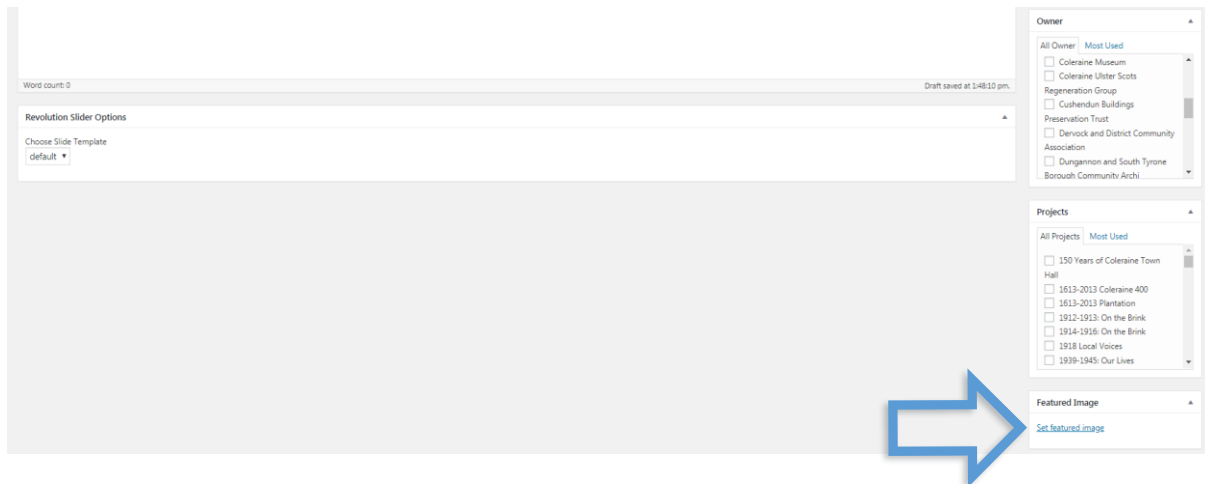 Word count: 0
Draft saved at 1:48:10 pm.
Revolution Slider Options
Choose Slide Template
default
Owner
All Owner Most Used
Coleraine Museum
Coleraine Ulster Scots
Regeneration Group
Cushendun Buildings
Preservation Trust
Dervock and District Community
Association
Dungannon and South Tyrone
Borough Community Archi
Projects
All Projects Most Used
150 Years of Coleraine Town
Hall
1613-2013 Coleraine 400
1613-2013 Plantation
1912-1913: On the Brink
1914-1916: On the Brink
1918 Local Voices
1939-1945: Our Lives
Featured Image
Set featured image